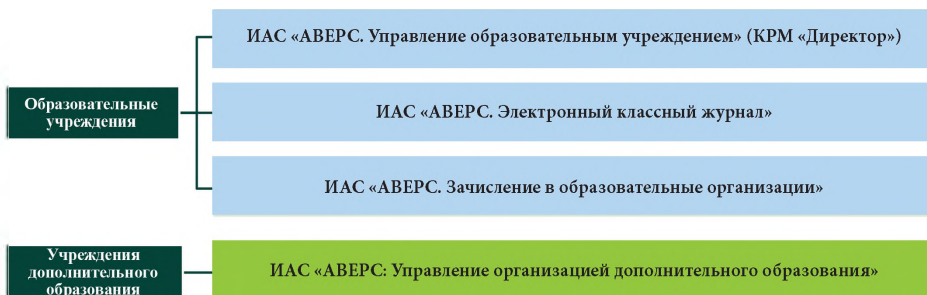 ИАС «АВЕРС. Управление образовательным учреждением» (КРМ «Директор»)
Образовательные
учреждения
ИАС «АВЕРС. Электронный классный журнал»
ИАС «АВЕРС. Зачисление в образовательные организации»
Учреждения
дополнительного
образования
ИАС «АВЕРС: Управление организацией дополнительного образования»